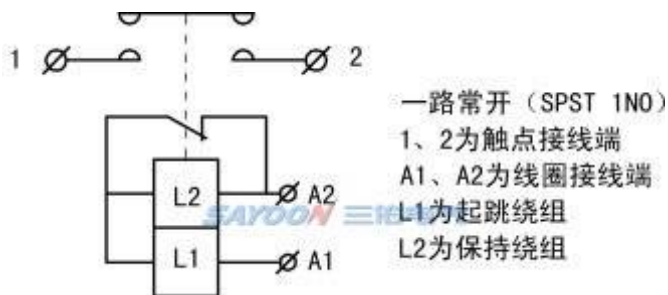 1
2
一路常开（SPST 1NO）
1、2为触点接线端
A1、A2为线圈接线端
L2
A2
SAYOON 三佑
L1为起跳绕组
L1
A1
L2为保持绕组